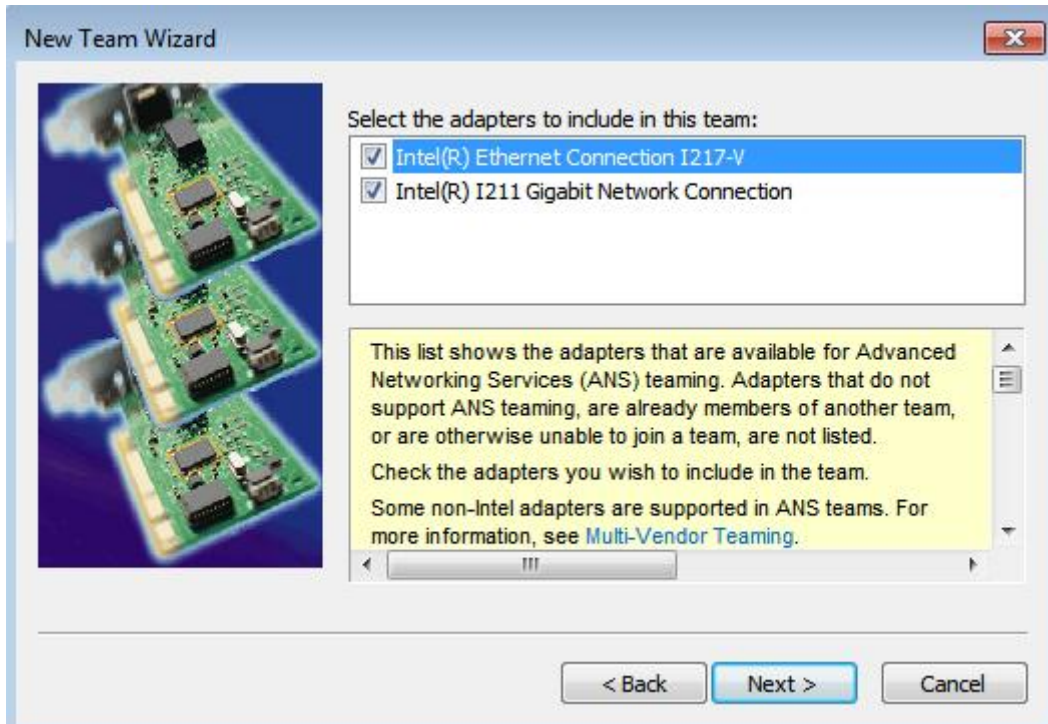 New Team Wizard
Select the adapters to include in this team:
Intel(R) Ethernet Connection I217-V
Intel(R) I211 Gigabit Network Connection
This list shows the adapters that are available for Advanced
Networking Services (ANS) teaming. Adapters that do not
support ANS teaming, are already members of another team,
or are otherwise unable to join a team, are not listed.
Check the adapters you wish to include in the team.
Some non-Intel adapters are supported in ANS teams. For
more information, see Multi-Vendor Teaming.
< Back
Next >
Cancel